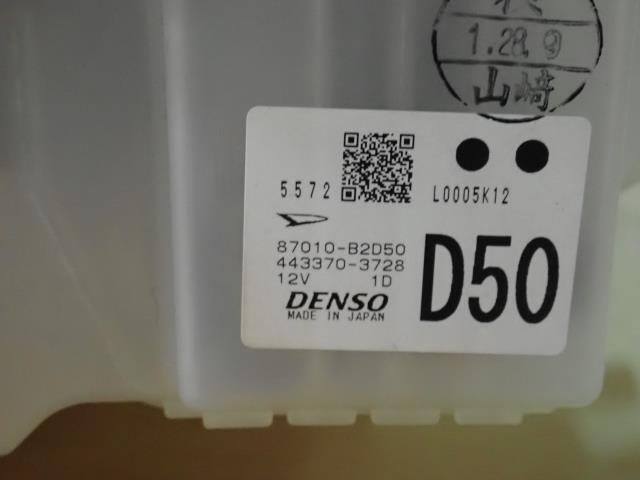 1.28.9
山崎
5572
L0005K12
87010-B2D50
443370-3728
12V 1D
D50
DENSO
MADE IN JAPAN